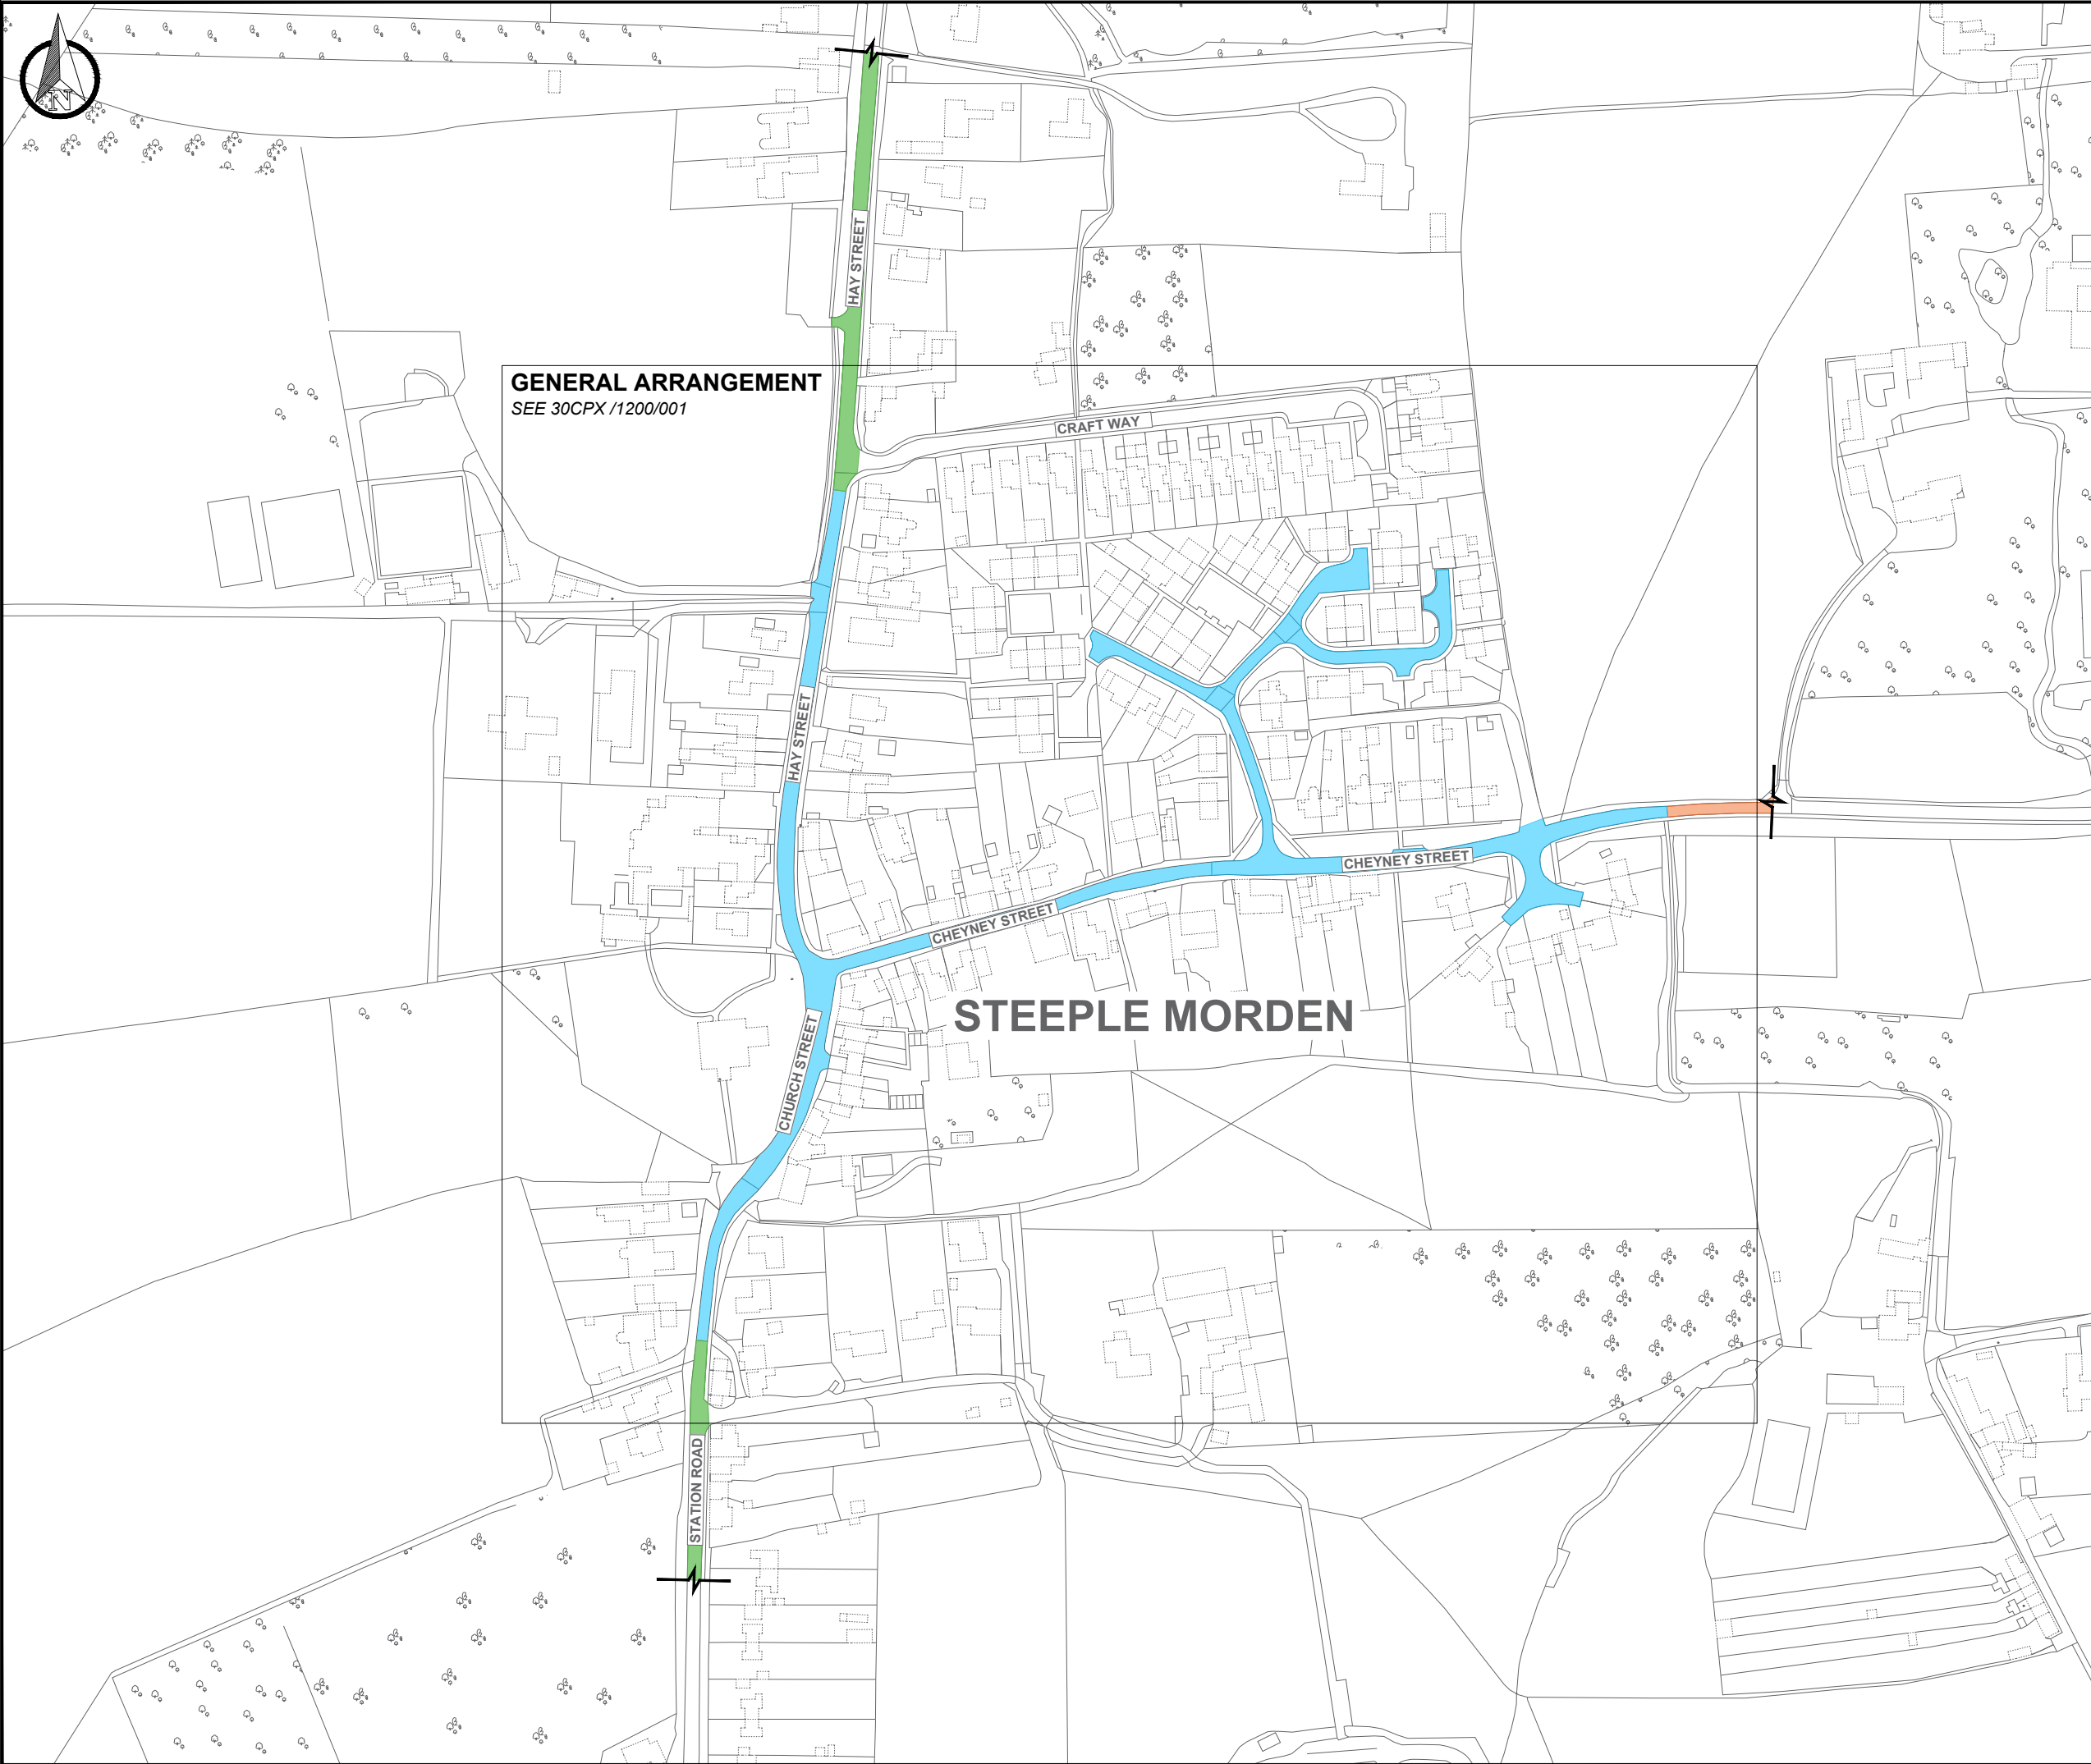 N
HAY STREET
GENERAL ARRANGEMENT
SEE 30CPX /1200/001
CRAFT WAY
HAY STREET
CHEYNEY STREET
CHEYNEY STREET
STEEPLE MORDEN
CHURCH STREET
STATION ROAD